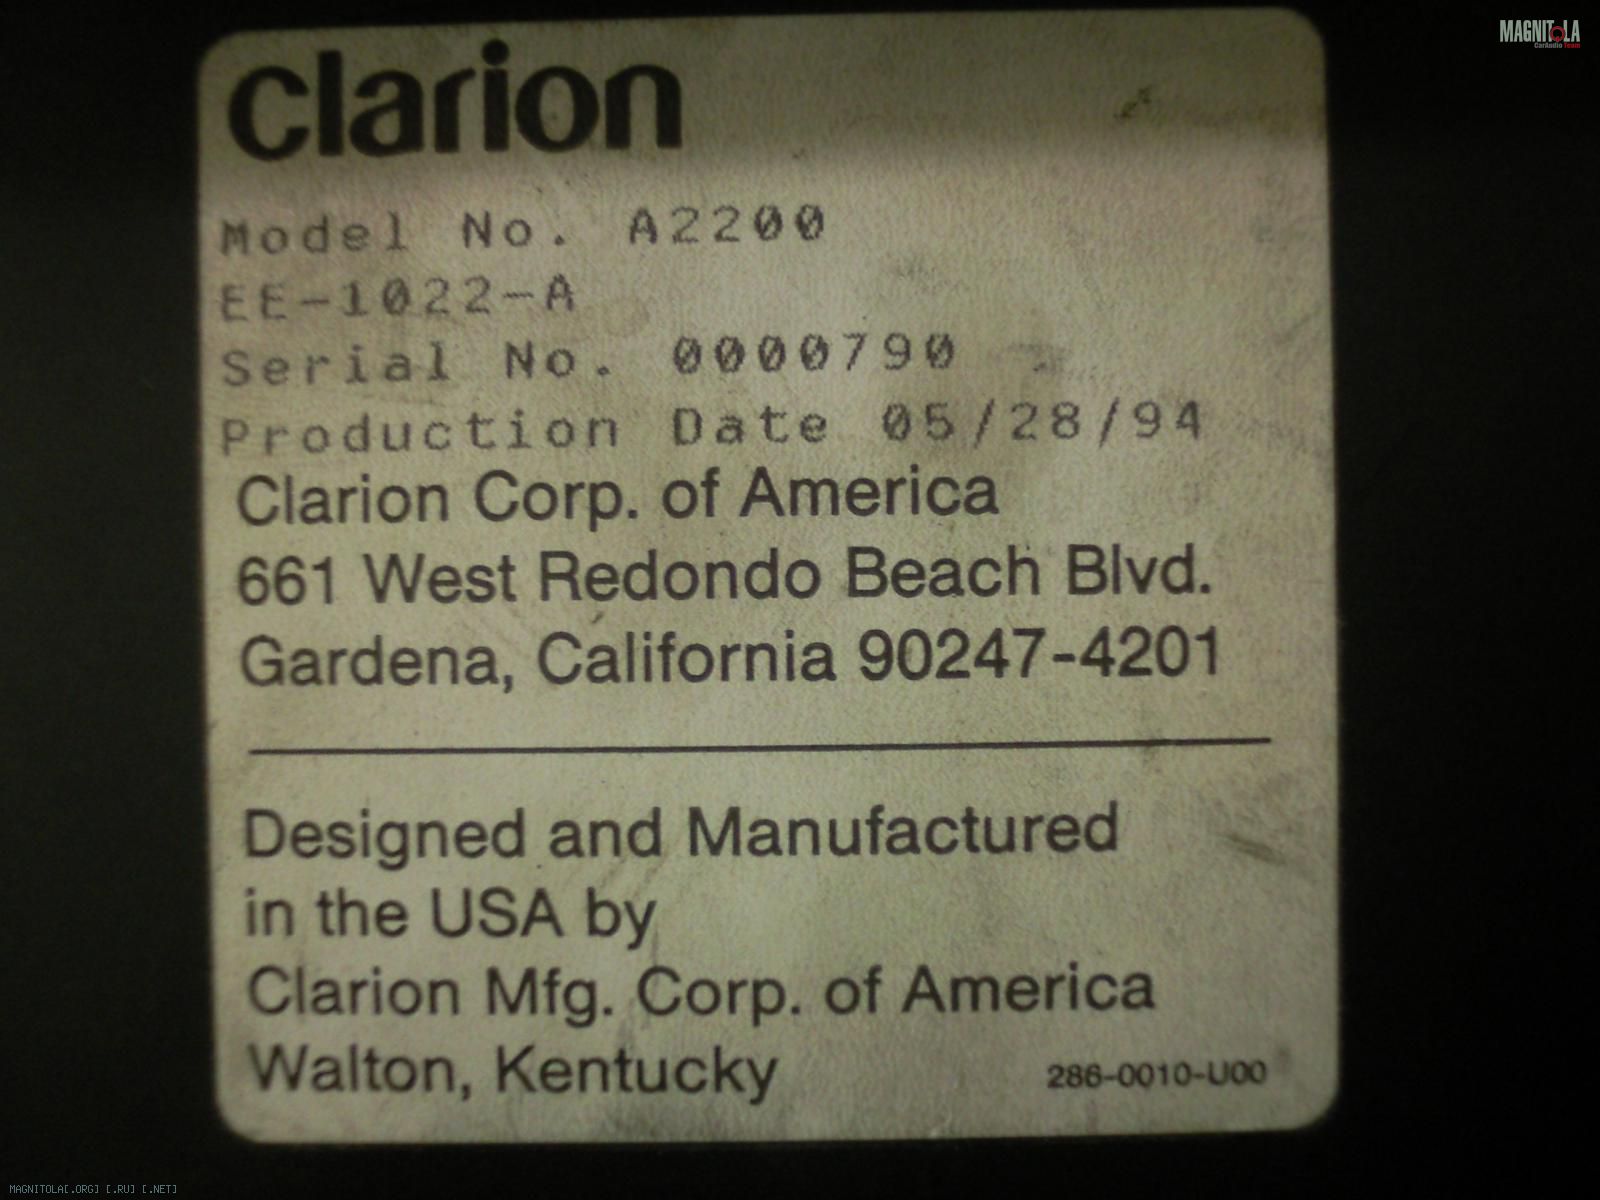 MAGNITOLA
CarAudio Team
clarion
Model No. A2200
EE-1022-A
Serial No. 0000790
Production Date 05/28/94
Clarion Corp. of America
661 West Redondo Beach Blvd.
Gardena, California 90247-4201
Designed and Manufactured
in the USA by
Clarion Mfg. Corp. of America
Walton, Kentucky
286-0010-U00
MAGNITOLA[.ORG] [.RU] [.NET]